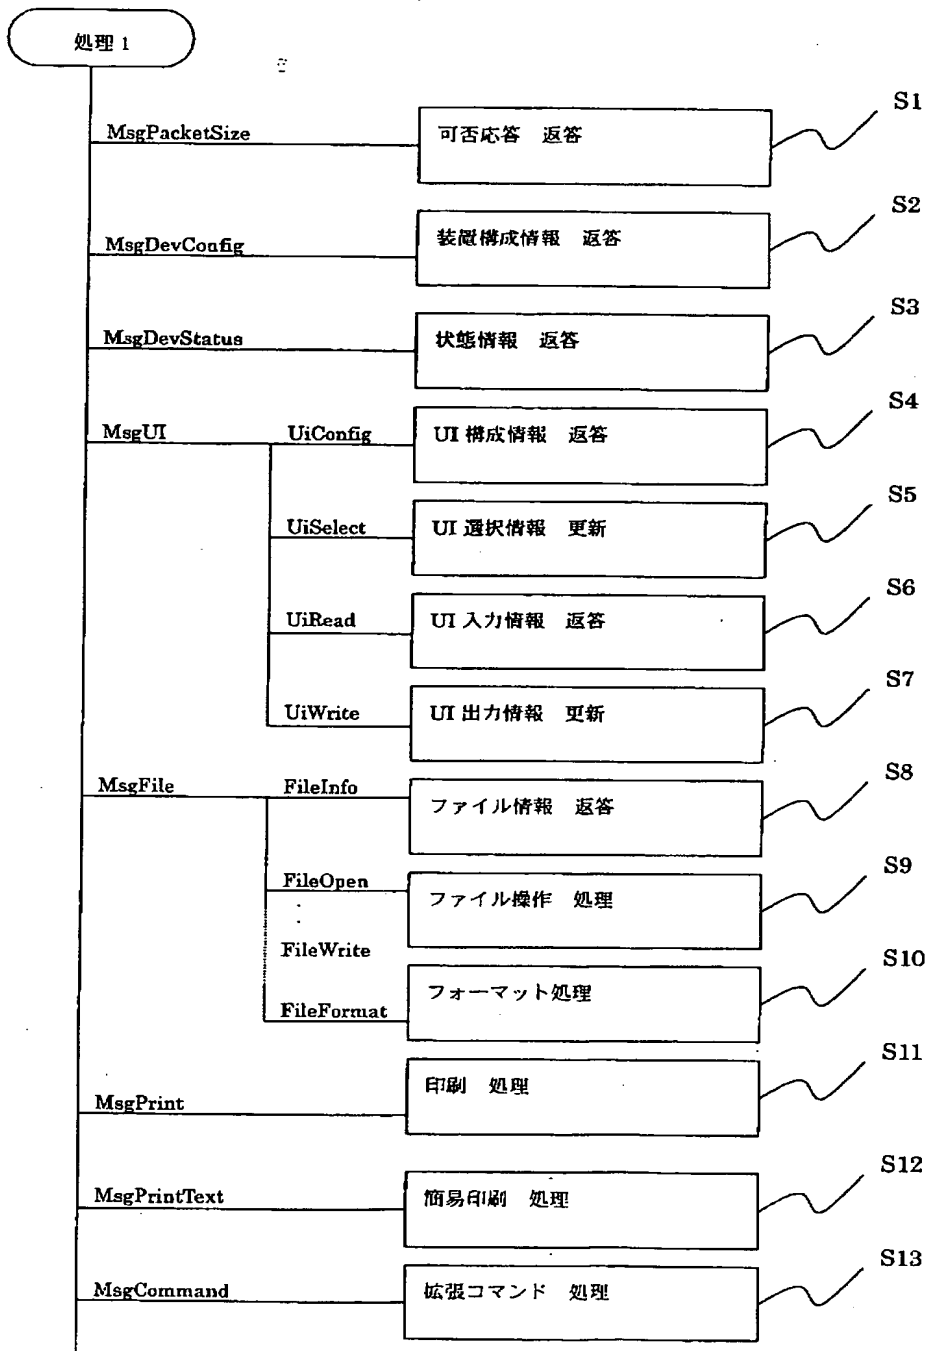 処理 1
MsgPacketSize
可否応答 返答
S1
MsgDevConfig
装置構成情報 返答
S2
MsgDevStatus
状態情報 返答
S3
MsgUI
UiConfig
UI 構成情報 返答
S4
UiSelect
UI 選択情報 更新
S5
UiRead
UI 入力情報 返答
S6
UiWrite
UI 出力情報 更新
S7
MsgFile
FileInfo
ファイル情報 返答
S8
FileOpen
ファイル操作 処理
S9
FileWrite
FileFormat
フォーマット処理
S10
MsgPrint
印刷 処理
S11
MsgPrintText
簡易印刷 処理
S12
MsgCommand
拡張コマンド 処理
S13